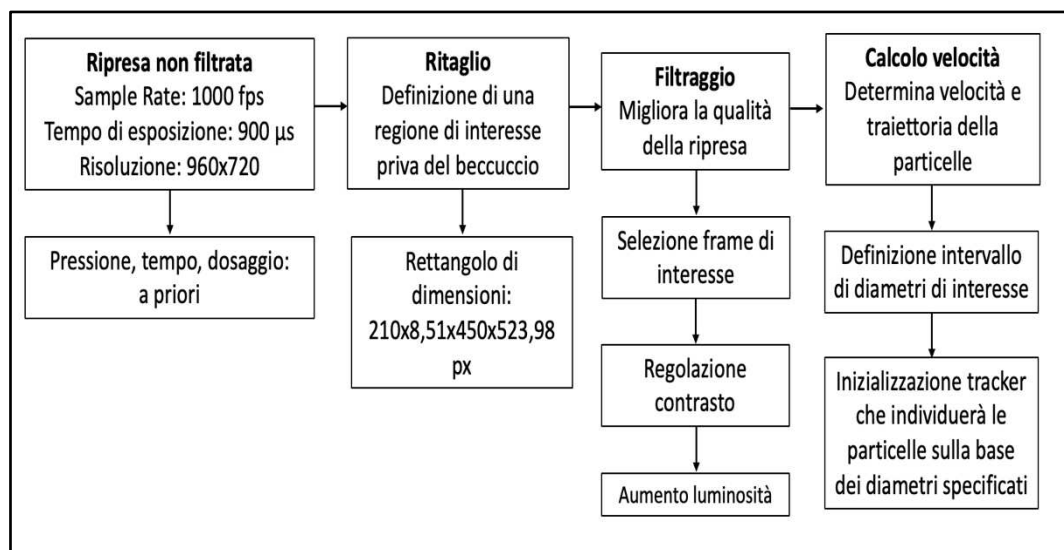 Ripresa non filtrata
Sample Rate: 1000 fps
Tempo di esposizione: 900 µs
Risoluzione: 960x720
Pressione, tempo, dosaggio:
a priori
Ritaglio
Definizione di una
regione di interesse
priva del beccuccio
Rettangolo di
dimensioni:
210x8,51x450x523,98
px
Filtraggio
Migliora la qualità
della ripresa
Selezione frame di
interesse
Regolazione
contrasto
Aumento luminosità
Calcolo velocità
Determina velocità e
traiettoria della
particelle
Definizione intervallo
di diametri di interesse
Inizializzazione tracker
che individuerà le
particelle sulla base
dei diametri specificati